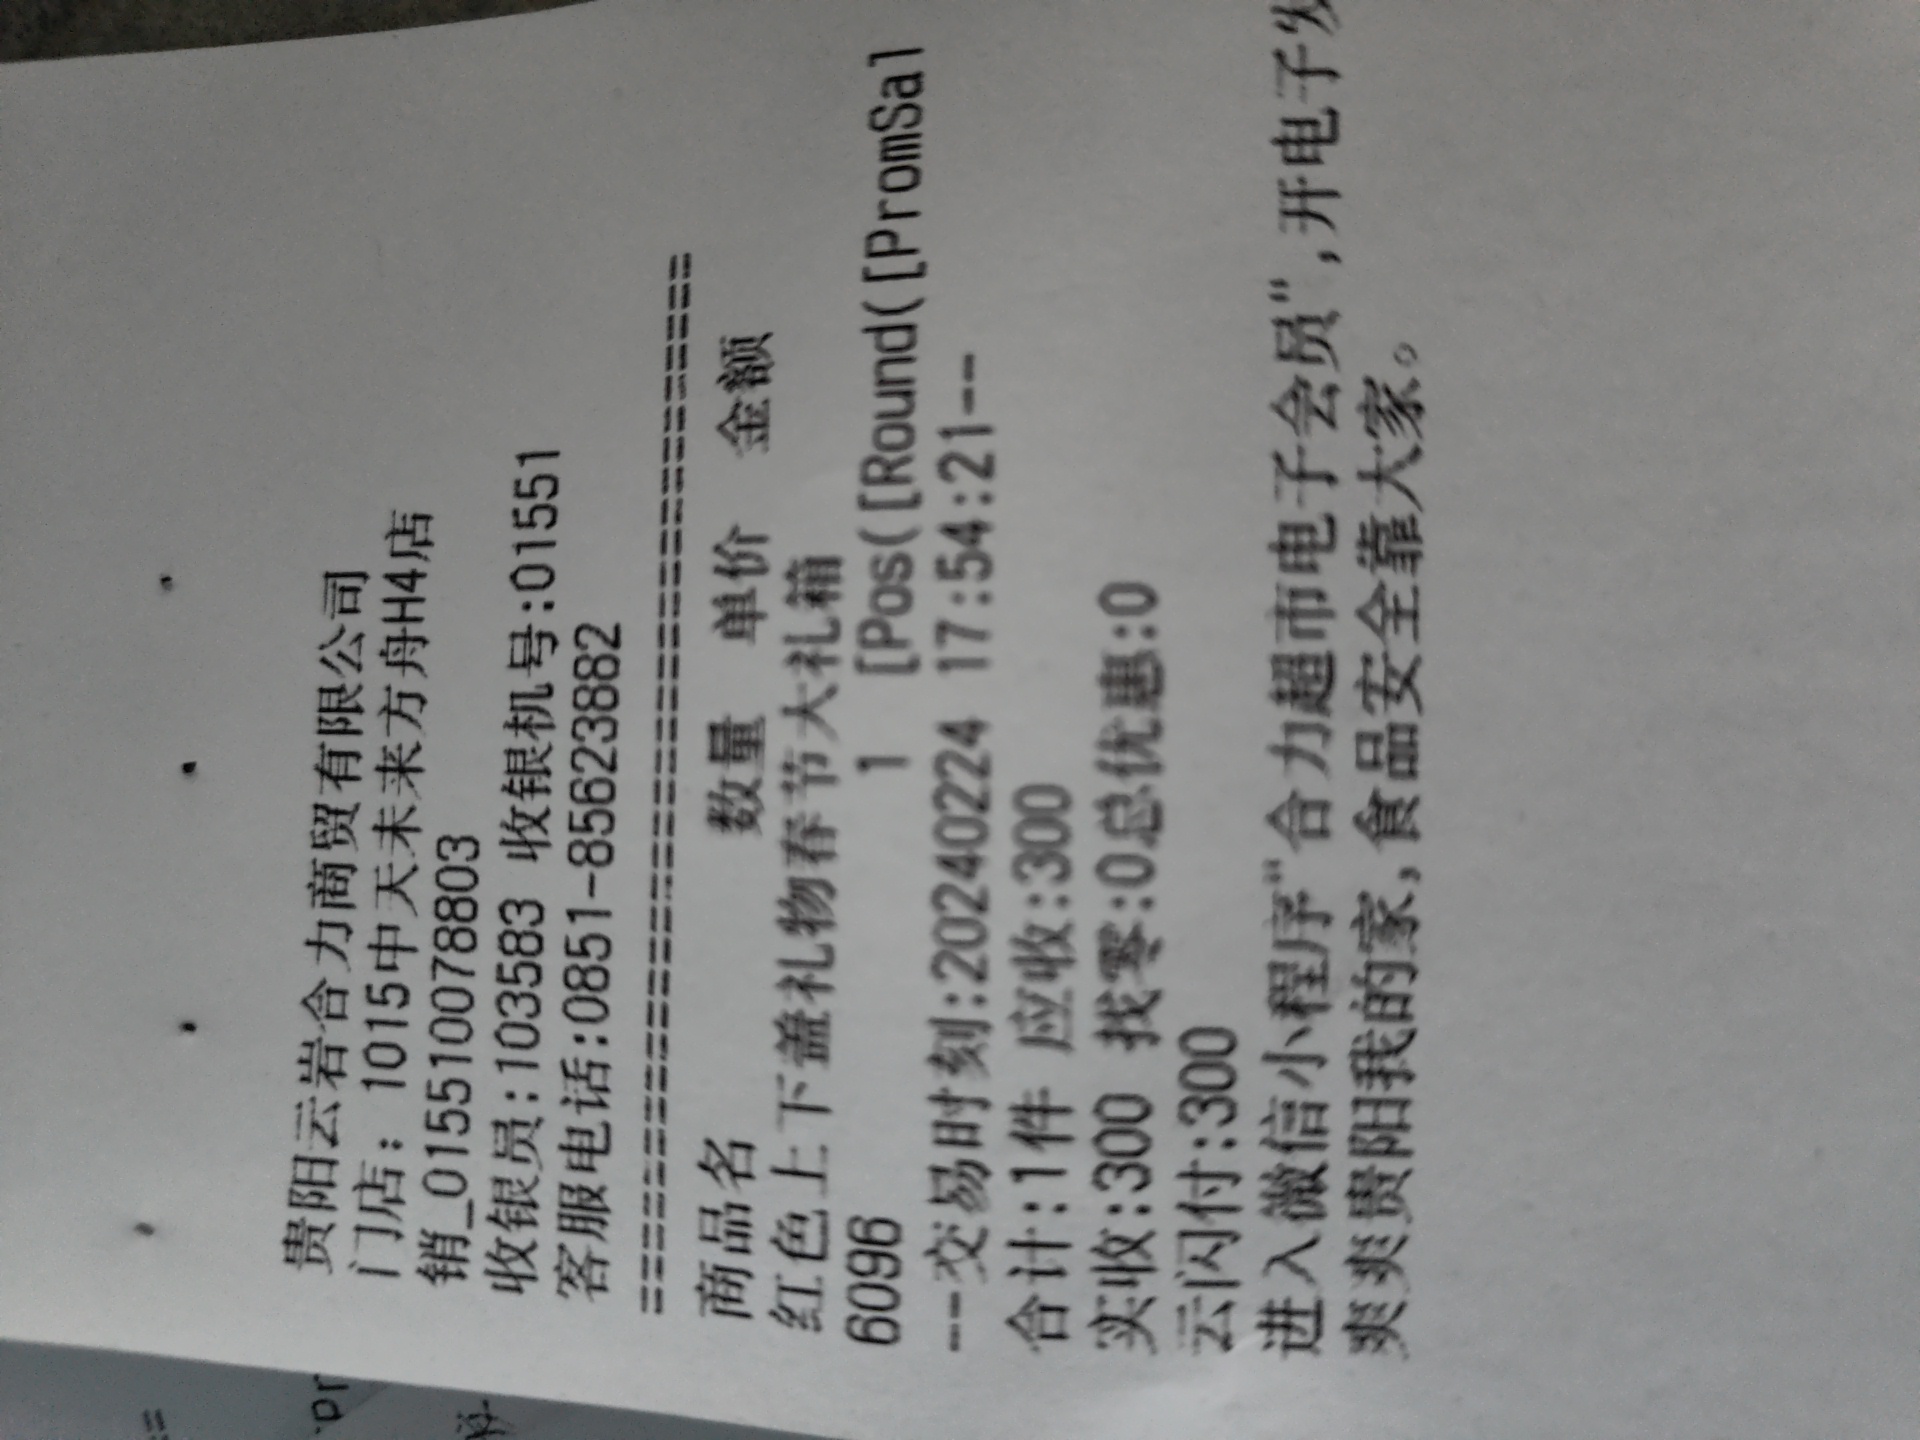 贵阳云岩合力商贸有限公司
门店：1015中天未来方舟H4店
销_0155100788​03
收银员:103583 收银机号:01551
客服电话:0851-85623882
========================================
商品名 数量 单价 金额
红色上下盖礼物春节大礼箱
60096 1 [Pos([Round([PromSal
--交易时刻:20240224 17:54:21--
合计:1件 应收:300
实收:300 找零:0总优惠:0
云闪付:300
进入微信小程序"合力超市电子会员",开电子
爽爽贵阳我的家,食品安全靠大家。